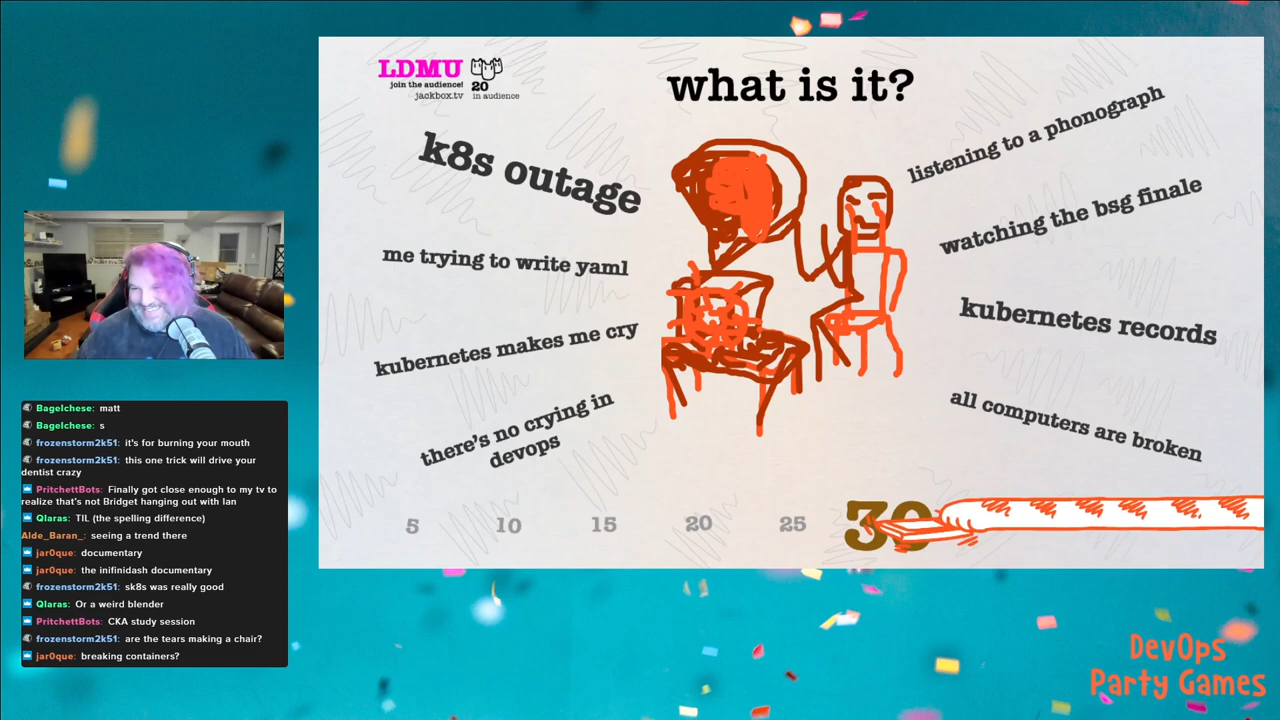 LDMU
join the audience!
jackbox.tv
20
in audience
what is it?
k8s outage
me trying to write yaml
kubernetes makes me cry
there's no crying in
devops
listening to a phonograph
watching the bsg finale
kubernetes records
all computers are broken
5 10 15 20 25 30
Bagelchese: matt
Bagelchese: s
frozenstorm2k51: it's for burning your mouth
frozenstorm2k51: this one trick will drive your
dentist crazy
PritchettBots: Finally got close enough to my tv to
realize that's not Bridget hanging out with Ian
Qlaras: TIL (the spelling difference)
Alde_Baran_: seeing a trend there
jar0que: documentary
jar0que: the inifinidash documentary
frozenstorm2k51: sk8s was really good
Qlaras: Or a weird blender
PritchettBots: CKA study session
frozenstorm2k51: are the tears making a chair?
jar0que: breaking containers?
DevOps
Party Games